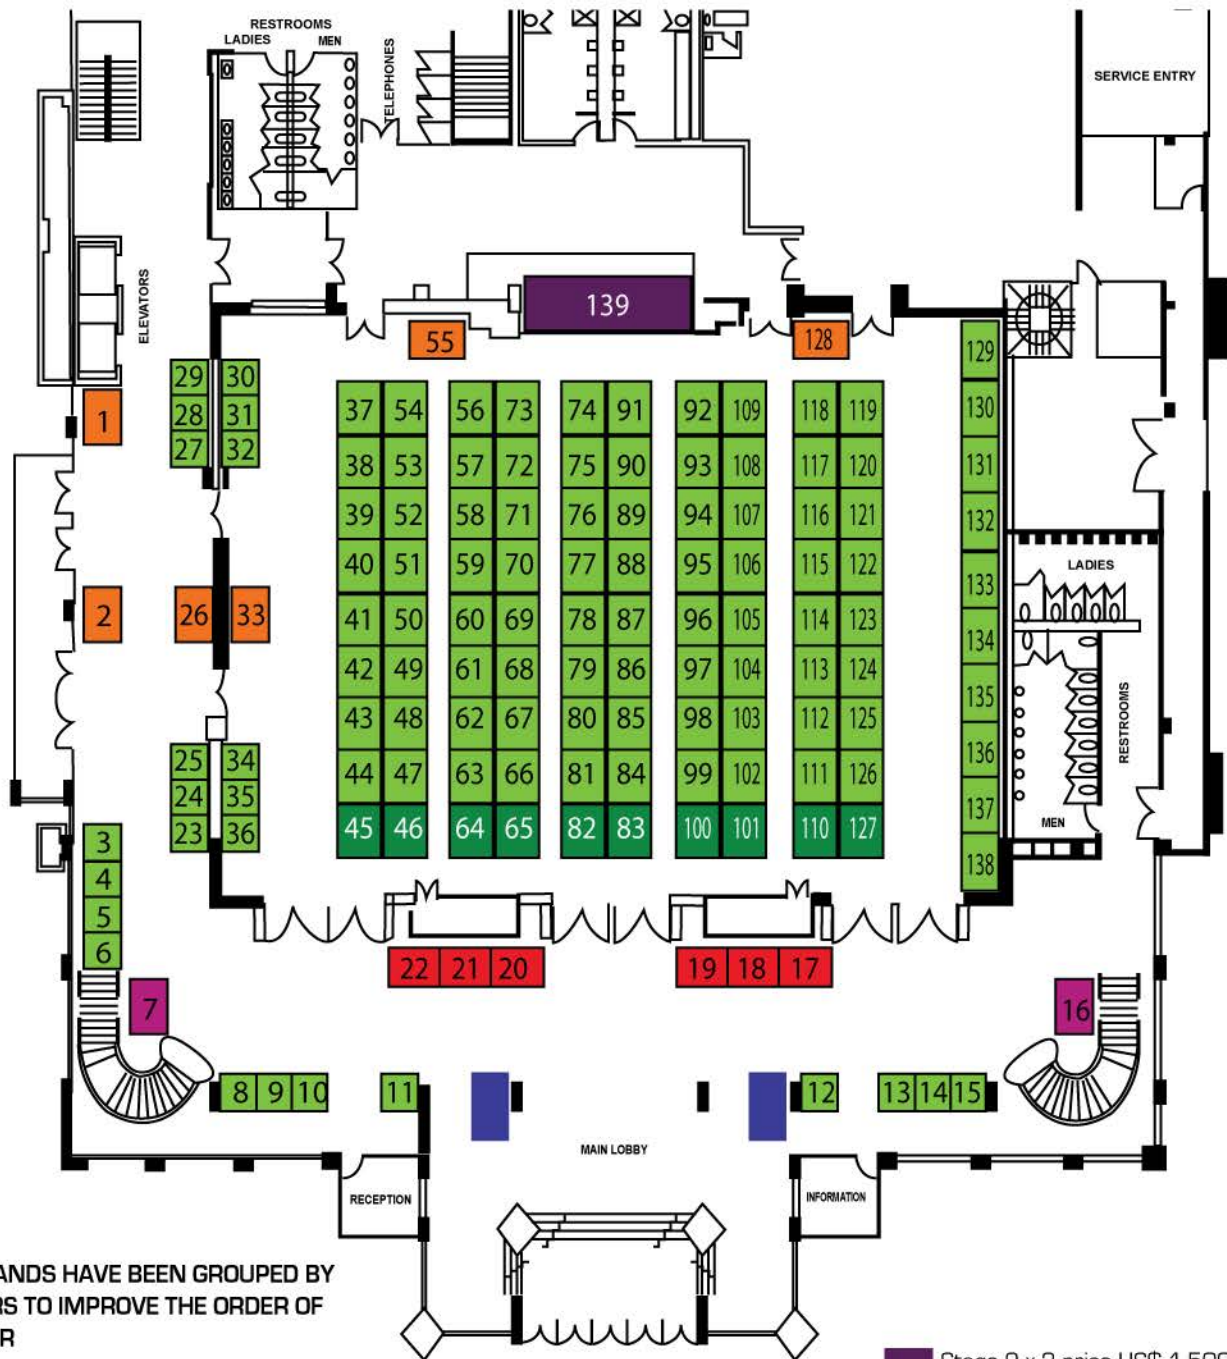 RESTROOMS
LADIES MEN
TELEPHONES
SERVICE ENTRY
ELEVATORS
139
55 128
129
29 30
1
28 31
27 32
37 54 56 73 74 91 92 109 118 119
130
38 53 57 72 75 90 93 108 117 120
131
39 52 58 71 76 89 94 107 116 121
132
40 51 59 70 77 88 95 106 115 122
LADIES
133
2 26 33
41 50 60 69 78 87 96 105 114 123
134
42 49 61 68 79 86 97 104 113 124
135
RESTROOMS
43 48 62 67 80 85 98 103 112 125
136
25 34
44 47 63 66 81 84 99 102 111 126
24 35
137
23 36
45 46 64 65 82 83 100 101 110 127
MEN
3
138
4
5
6
22 21 20 19 18 17
7 16
8 9 10 11 12 13 14 15
MAIN LOBBY
RECEPTION INFORMATION
ANDS HAVE BEEN GROUPED BY
RS TO IMPROVE THE ORDER OF
R